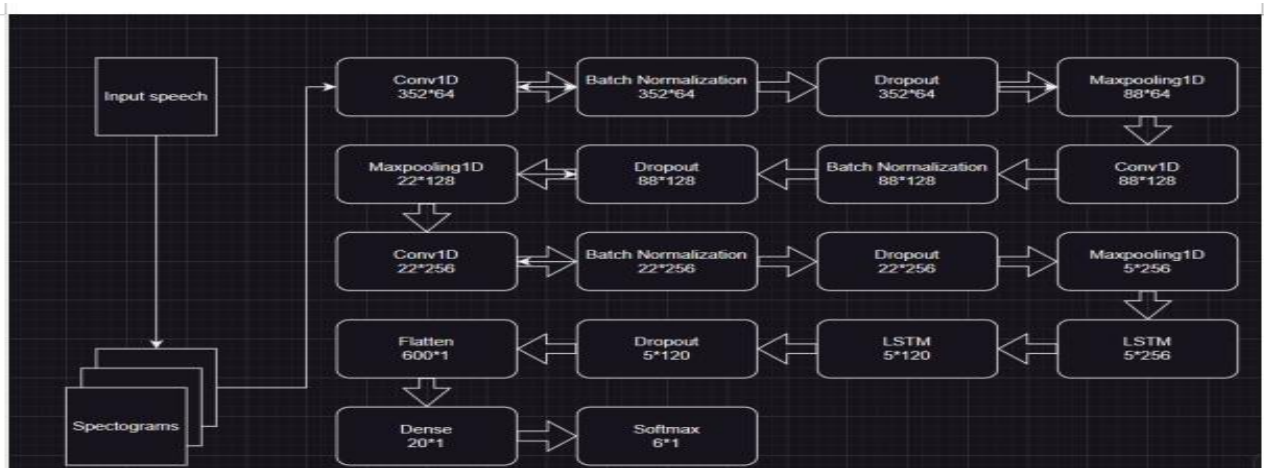 Input speech
Conv1D
352*64
Batch Normalization
352*64
Dropout
352*64
Maxpooling1D
88*64
Maxpooling1D
22*128
Dropout
88*128
Batch Normalization
88*128
Conv1D
88*128
Conv1D
22*256
Batch Normalization
22*256
Dropout
22*256
Maxpooling1D
5*256
Flatten
600*1
Dropout
5*120
LSTM
5*120
LSTM
5*256
Spectograms
Dense
20*1
Softmax
6*1